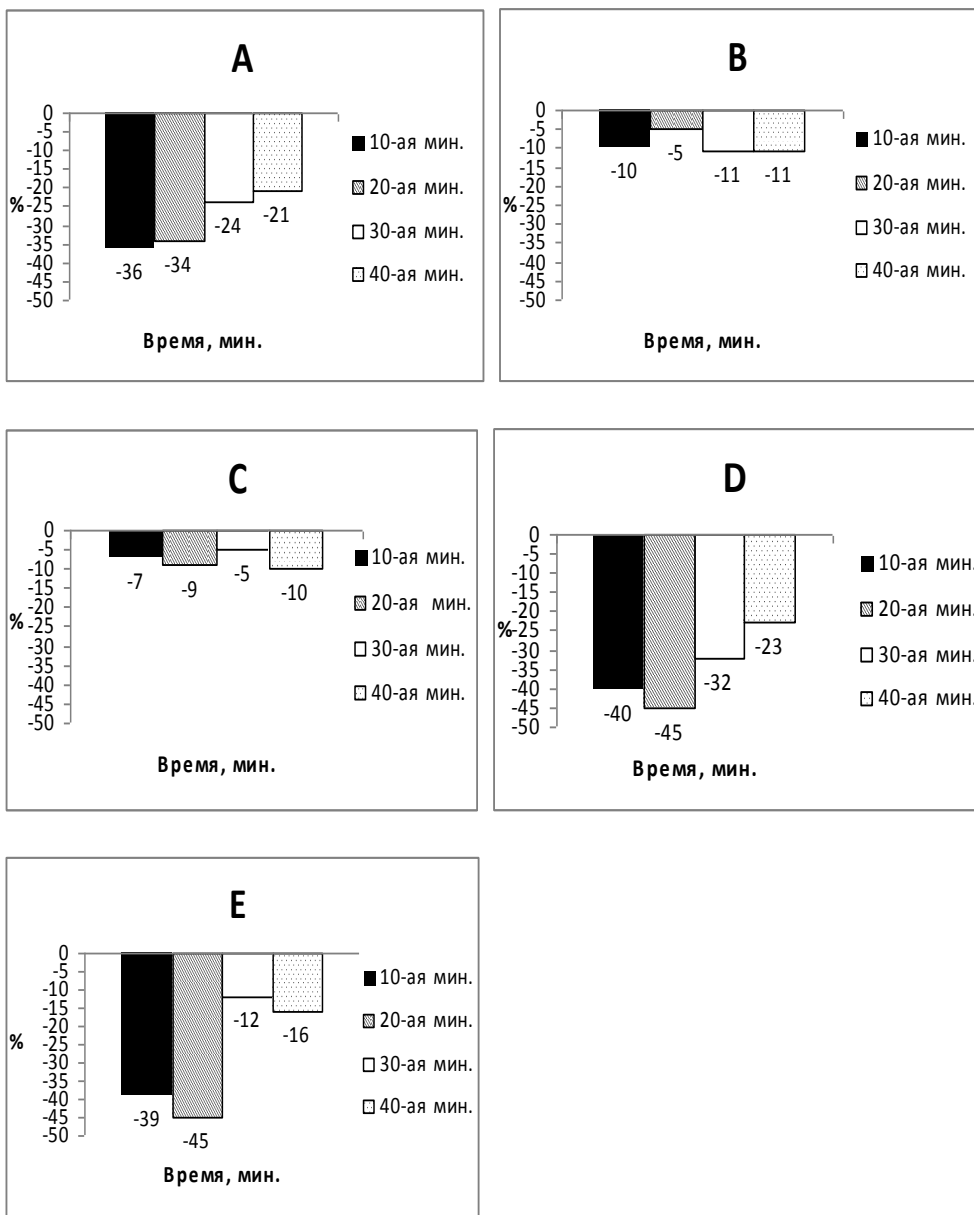 A
0
-5
-10
-15
-20
%-25
-30
-35
-40
-45
-50
-36
-34
-24
-21
10-ая мин.
20-ая мин.
30-ая мин.
40-ая мин.
Время, мин.
B
0
-5
-10
-15
-20
%-25
-30
-35
-40
-45
-50
-10
-5
-11
-11
10-ая мин.
20-ая мин.
30-ая мин.
40-ая мин.
Время, мин.
C
0
-5
-10
-15
-20
% -25
-30
-35
-40
-45
-50
-7
-9
-5
-10
10-ая мин.
20-ая мин.
30-ая мин.
40-ая мин.
Время, мин.
D
0
-5
-10
-15
-20
%-25
-30
-35
-40
-45
-50
-40
-45
-32
-23
10-ая мин.
20-ая мин.
30-ая мин.
40-ая мин.
Время, мин.
E
0
-5
-10
-15
-20
% -25
-30
-35
-40
-45
-50
-39
-45
-12
-16
10-ая мин.
20-ая мин.
30-ая мин.
40-ая мин.
Время, мин.